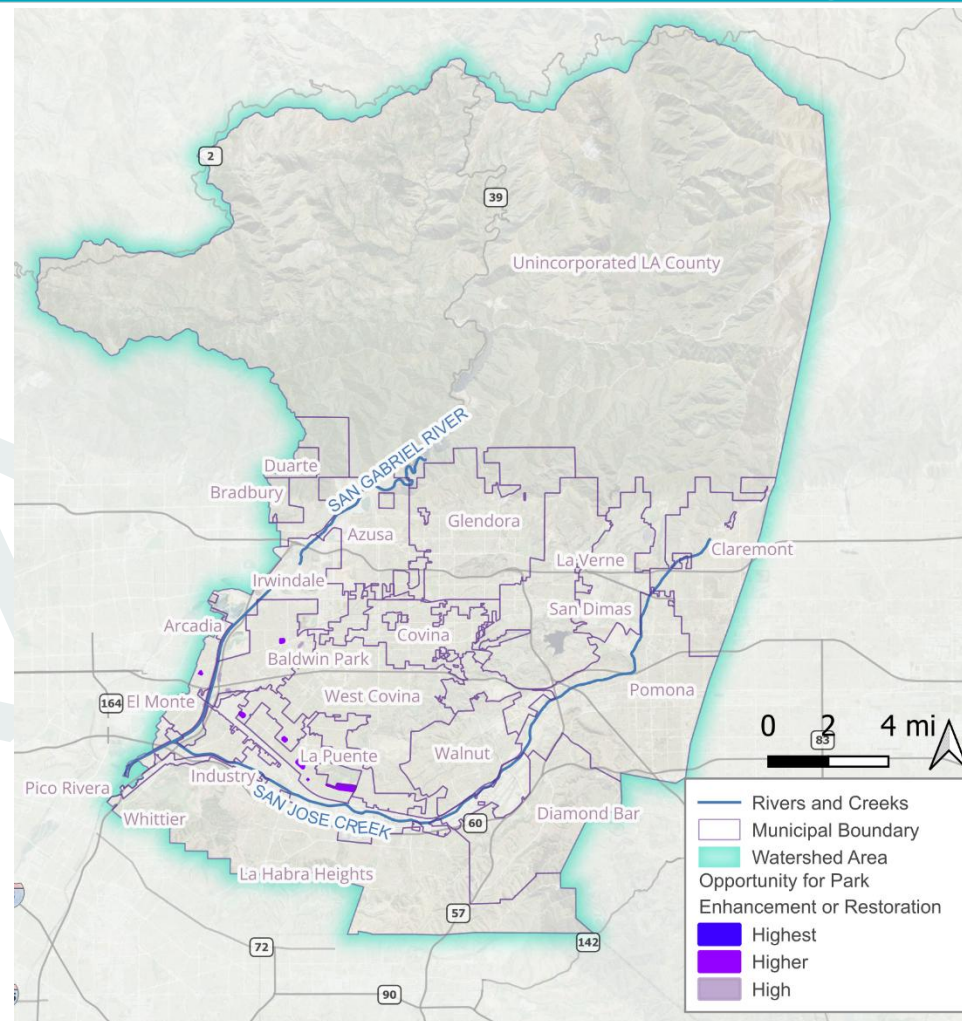 2
39
Unincorporated LA County
SAN GABRIEL RIVER
Duarte
Bradbury
Glendora
Azusa
Claremont
La Verne
Irwindale
San Dimas
Arcadia
Covina
Baldwin Park
Pomona
West Covina
164
El Monte
0 2 4 mi
83
Walnut
La Puente
Industry
Pico Rivera
SAN JOSE CREEK
Whittier
60
Diamond Bar
La Habra Heights
57
72
142
90
Rivers and Creeks
Municipal Boundary
Watershed Area
Opportunity for Park
Enhancement or Restoration
Highest
Higher
High